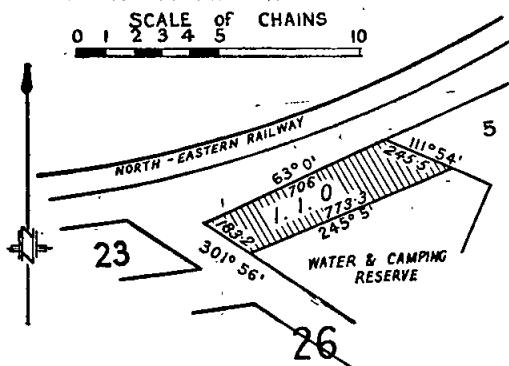 SCALE of CHAINS
0 1 2 3 4 5 10
NORTH-EASTERN RAILWAY
5
63° 0'
706
111° 54'
245·5
1. 1. 0
183·2
773·3
245° 5'
301° 56'
23
WATER & CAMPING
RESERVE
26